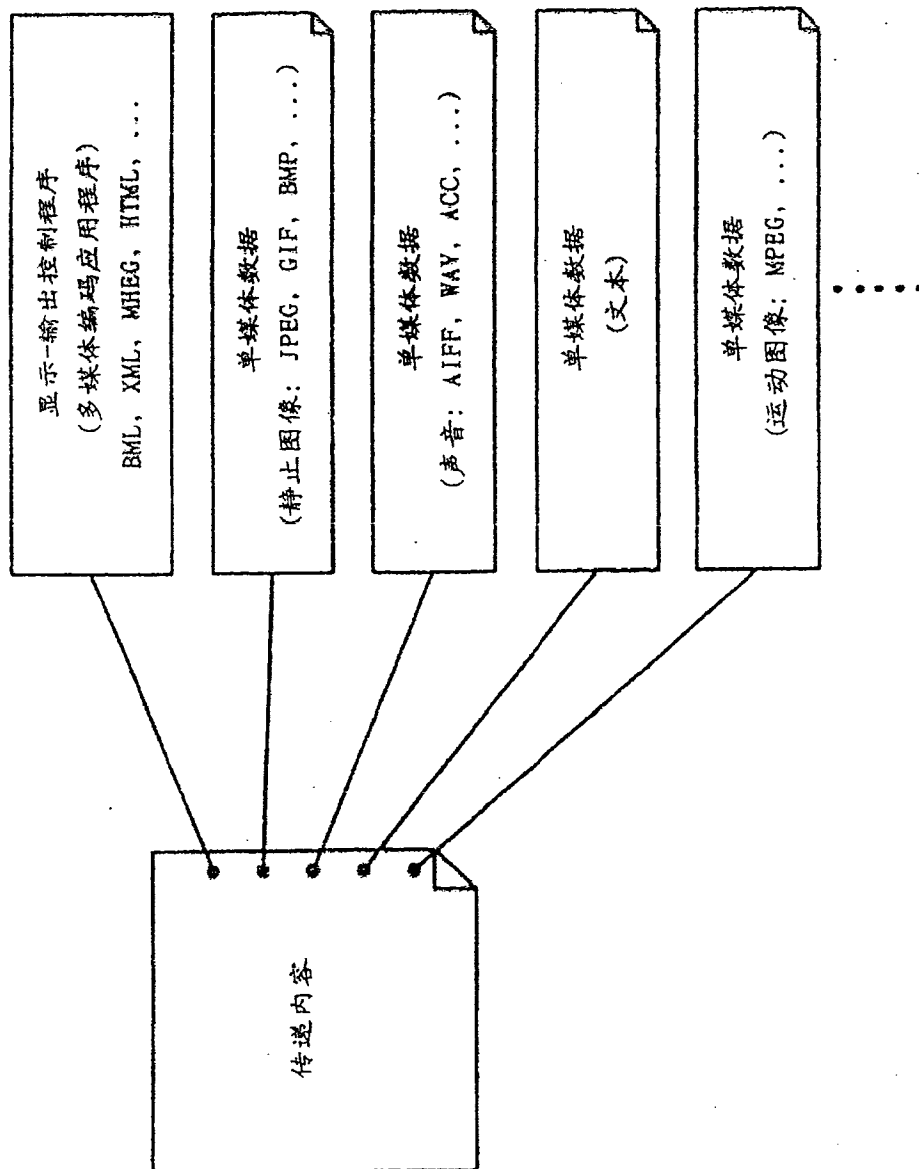 显示-输出控制程序
(多媒体编码应用程序)
BML, XML, MHEG, HTML, ...
单媒体数据
(静止图像: JPEG, GIF, BMP, ...)
单媒体数据
(声音: AIFF, WAV, ACC, ...)
单媒体数据
(文本)
单媒体数据
(运动图像: MPEG, ...)
传递内容